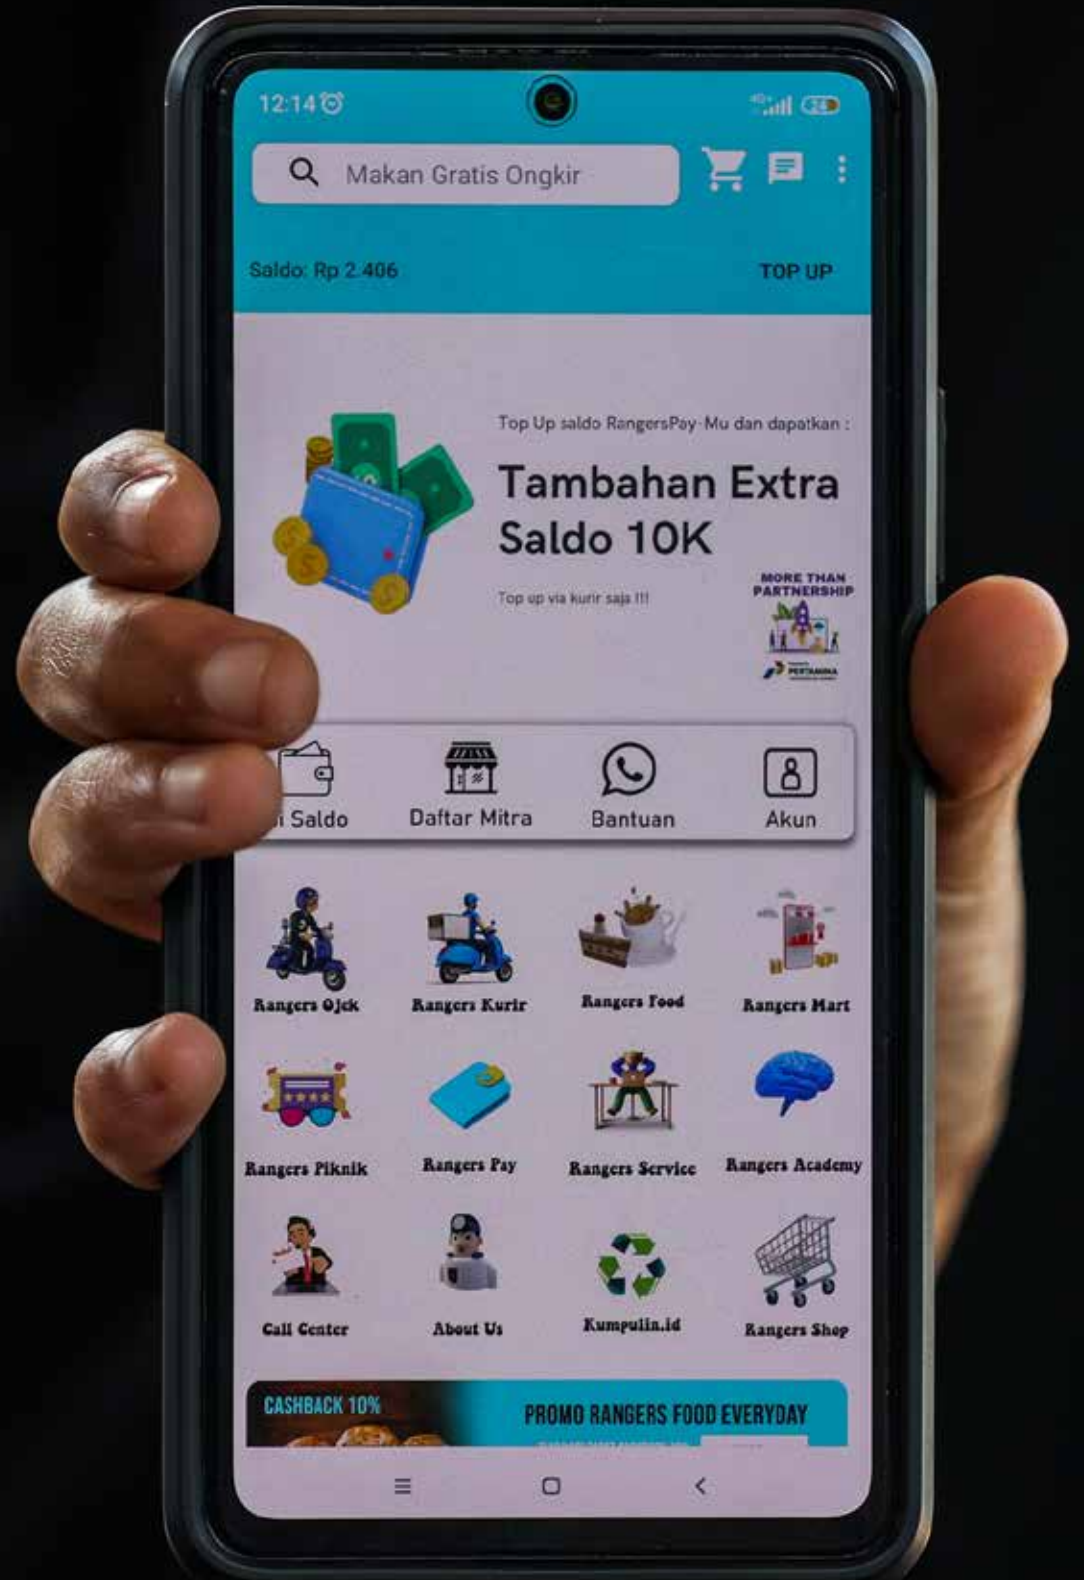 12:14
4G+
24
Makan Gratis Ongkir
Saldo: Rp 2.406
TOP UP
Top Up saldo RangersPay-Mu dan dapatkan :
Tambahan Extra
Saldo 10K
Top up via kurir saja !!!
MORE THAN
PARTNERSHIP
PERTAMINA
i Saldo
Daftar Mitra
Bantuan
Akun
Rangers Ojek
Rangers Kurir
Rangers Food
Rangers Mart
Rangers Piknik
Rangers Pay
Rangers Service
Rangers Academy
Call Center
About Us
Kumpulin.id
Rangers Shop
CASHBACK 10%
PROMO RANGERS FOOD EVERYDAY